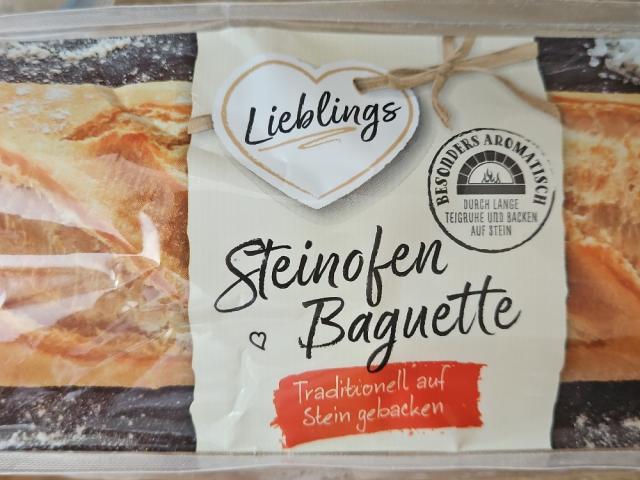 Lieblings
BESONDERS AROMATISCH
DURCH LANGE
TEIGRUHE UND BACKEN
AUF STEIN
Steinofen
Baguette
Traditionell auf
Stein gebacken